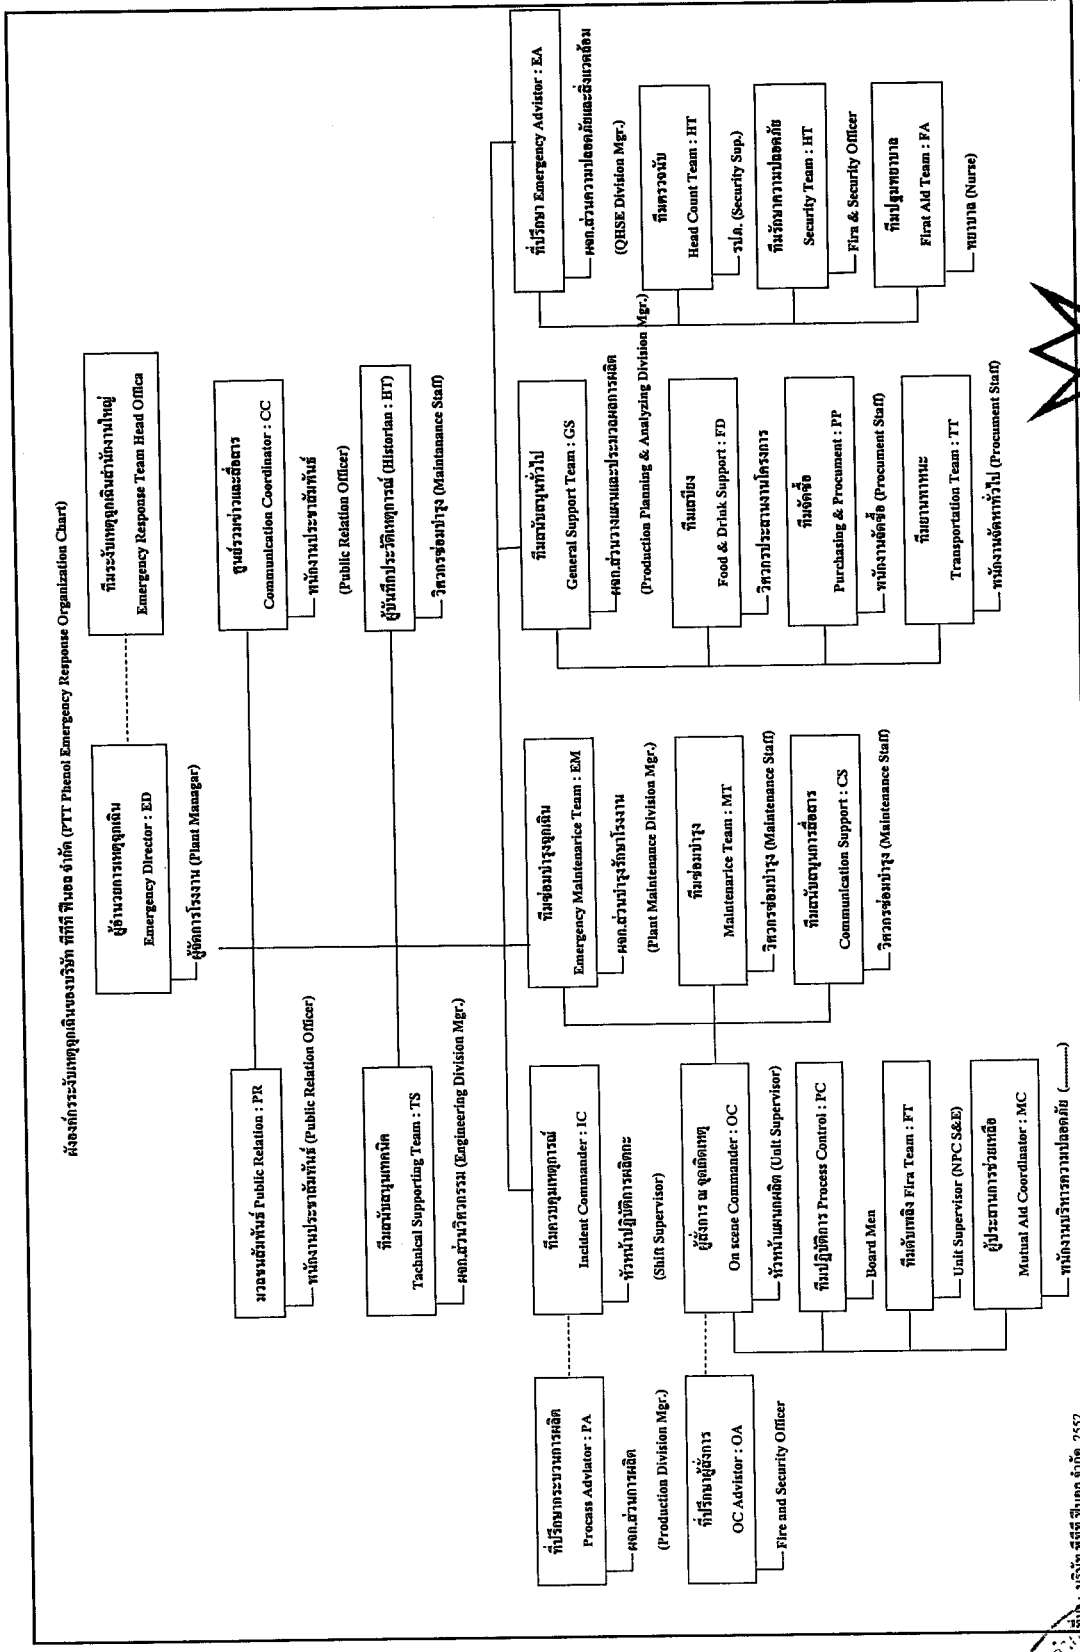 ผังองค์กรระงับเหตุฉุกเฉินของบริษัท พีทีที ฟีนอล จำกัด (PTT Phenol Emergency Response Organization Chart)
ผู้อำนวยการเหตุฉุกเฉิน
Emergency Director : ED
ผู้จัดการโรงงาน (Plant Managar)
ทีมระงับเหตุฉุกเฉินสำนักงานใหญ่
Emergency Response Team Head Offica
มวลชนสัมพันธ์ Public Relation : PR
พนักงานประชาสัมพันธ์ (Public Relation Officer)
ศูนย์รวมข่าวและสื่อสาร
Communication Coordinator : CC
พนักงานประชาสัมพันธ์
(Public Relation Officer)
ทีมสนับสนุนเทคนิค
Tachnical Supporting Team : TS
ผจก.ส่วนวิศวกรรม (Engineering Division Mgr.)
ผู้บันทึกประวัติเหตุการณ์ (Historian : HT)
วิศวกรซ่อมบำรุง (Maintanance Staff)
ที่ปรึกษากระบวนการผลิต
Procass Adviator : PA
ผจก.ส่วนการผลิต
(Production Division Mgr.)
ทีมควบคุมเหตุการณ์
Incident Commander : IC
หัวหน้าปฏิบัติการผลิตกะ
(Shift Supervisor)
ทีมซ่อมบำรุงฉุกเฉิน
Emergency Maintenarice Team : EM
ผจก.ส่วนบำรุงรักษาโรงงาน
(Plant Maintenance Division Mgr.)
ทีมสนับสนุนทั่วไป
General Support Team : GS
ผจก.ส่วนวางแผนและประมวลผลการผลิต
(Production Planning & Analyzing Division Mgr.)
ที่ปรึกษา Emergency Advistor : EA
ผจก.ส่วนความปลอดภัยและสิ่งแวดล้อม
(QHSE Division Mgr.)
ที่ปรึกษาผู้สั่งการ
OC Advistor : OA
Fire and Security Officer
ผู้สั่งการ ณ จุดเกิดเหตุ
On scene Commander : OC
หัวหน้าแผนกผลิต (Unit Supervisor)
ทีมปฏิบัติการ Process Control : PC
Board Men
ทีมดับเพลิง Fira Team : FT
Unit Supervisor (NPC S&E)
ผู้ประสานการช่วยเหลือ
Mutual Aid Coordinator : MC
พนักงานบริหารความปลอดภัย (..............)
ทีมซ่อมบำรุง
Maintenarice Team : MT
วิศวกรซ่อมบำรุง (Maintenance Staff)
ทีมสนับสนุนการสื่อสาร
Communication Support : CS
วิศวกรซ่อมบำรุง (Maintenance Staff)
ทีมเสบียง
Food & Drink Support : FD
วิศวกรประสานงานโครงการ
ทีมจัดซื้อ
Purchasing & Procument : PP
พนักงานจัดซื้อ (Procument Staff)
ทีมยานพาหนะ
Transportation Team : TT
พนักงานจัดหาทั่วไป (Procument Staff)
ทีมตรวจนับ
Head Count Team : HT
รปภ. (Security Sup.)
ทีมรักษาความปลอดภัย
Security Team : HT
Fira & Security Officer
ทีมปฐมพยาบาล
Firat Ald Team : FA
พยาบาล (Nurse)
บริษัท พีทีที ฟีนอล จำกัด, 2552